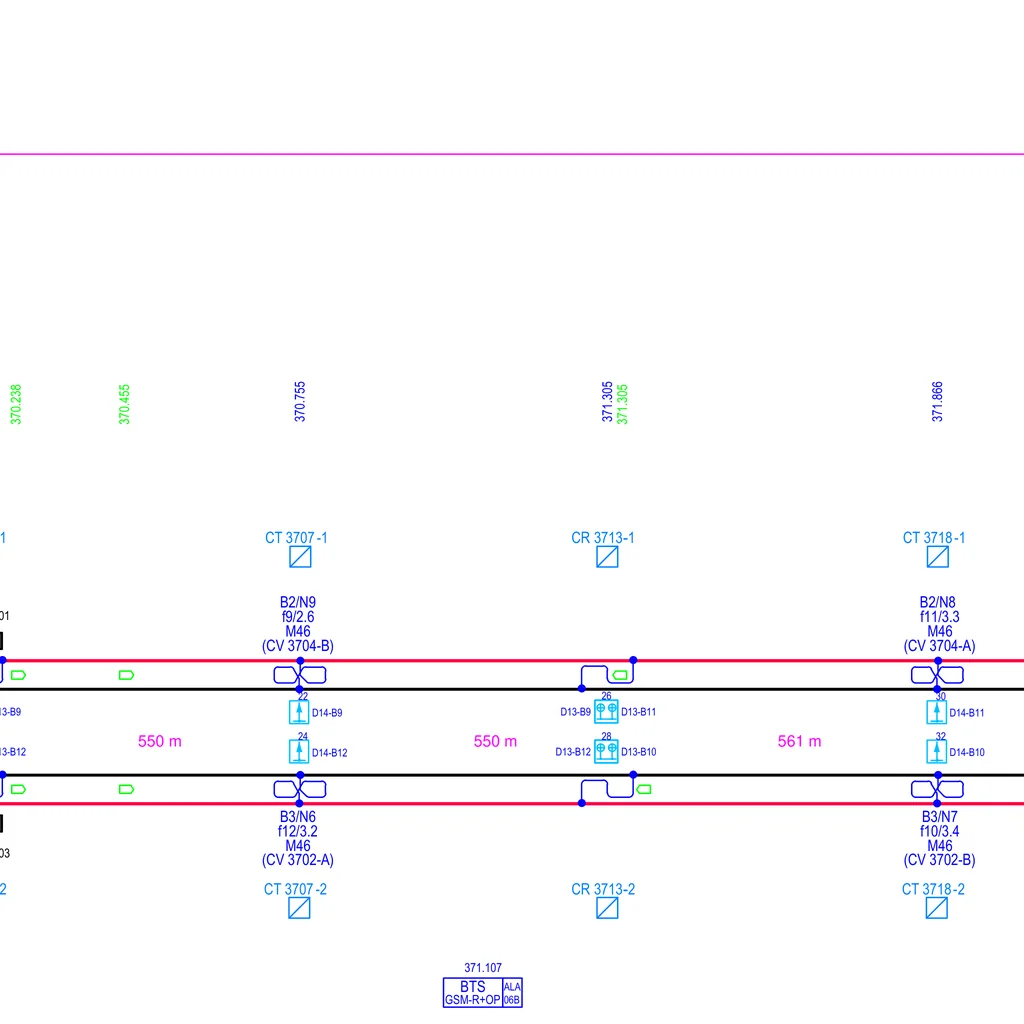 370.238
370.455
370.755
371.305
371.305
371.866
1
CT 3707-1
CR 3713-1
CT 3718-1
01
B2/N9
f9/2.6
M46
(CV 3704-B)
B2/N8
f11/3.3
M46
(CV 3704-A)
22
26
30
13-B9
D14-B9
D13-B9
D13-B11
D14-B11
550 m
550 m
561 m
24
28
32
13-B12
D14-B12
D13-B12
D13-B10
D14-B10
B3/N6
f12/3.2
M46
(CV 3702-A)
B3/N7
f10/3.4
M46
(CV 3702-B)
03
2
CT 3707-2
CR 3713-2
CT 3718-2
371.107
BTS
GSM-R+OP
ALA
06B